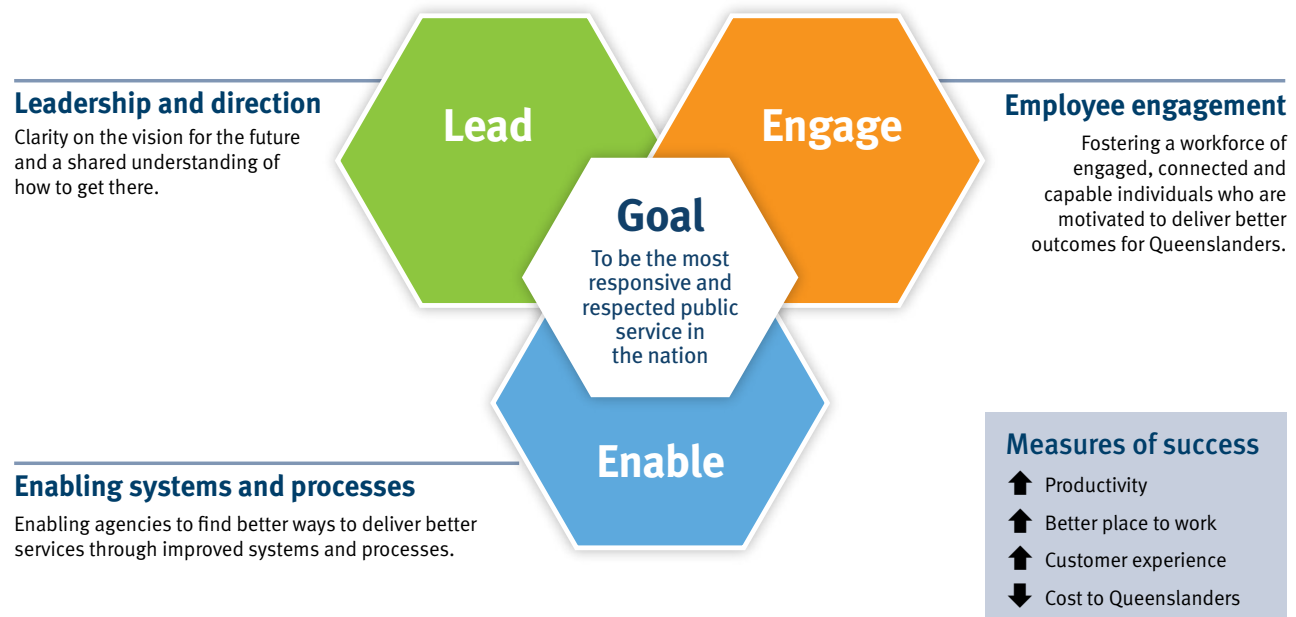 Lead
Engage
Leadership and direction
Clarity on the vision for the future
and a shared understanding of
how to get there.
Employee engagement
Fostering a workforce of
engaged, connected and
capable individuals who are
motivated to deliver better
outcomes for Queenslanders.
Goal
To be the most
responsive and
respected public
service in
the nation
Enable
Enabling systems and processes
Enabling agencies to find better ways to deliver better
services through improved systems and processes.
Measures of success
Productivity
Better place to work
Customer experience
Cost to Queenslanders